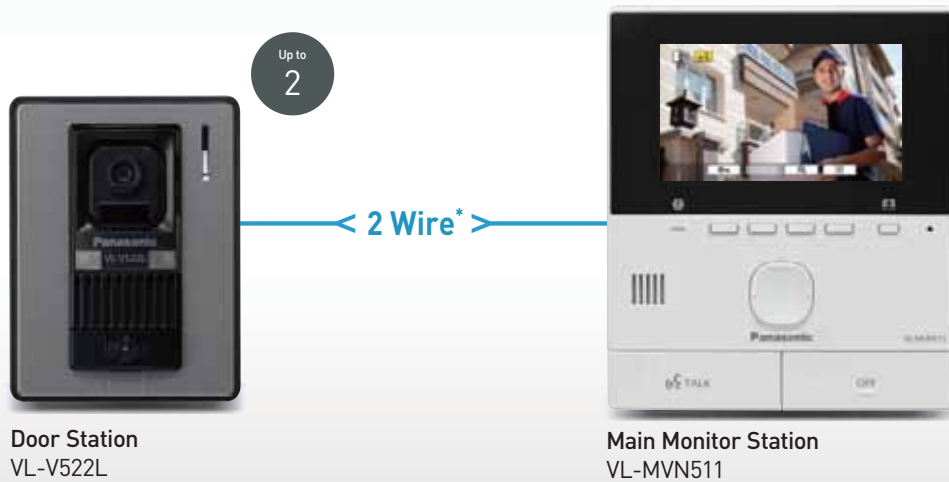 Up to
2
Panasonic
< 2 Wire* >
Panasonic
TALK
OFF
Door Station
VL-V522L
Main Monitor Station
VL-MVN511